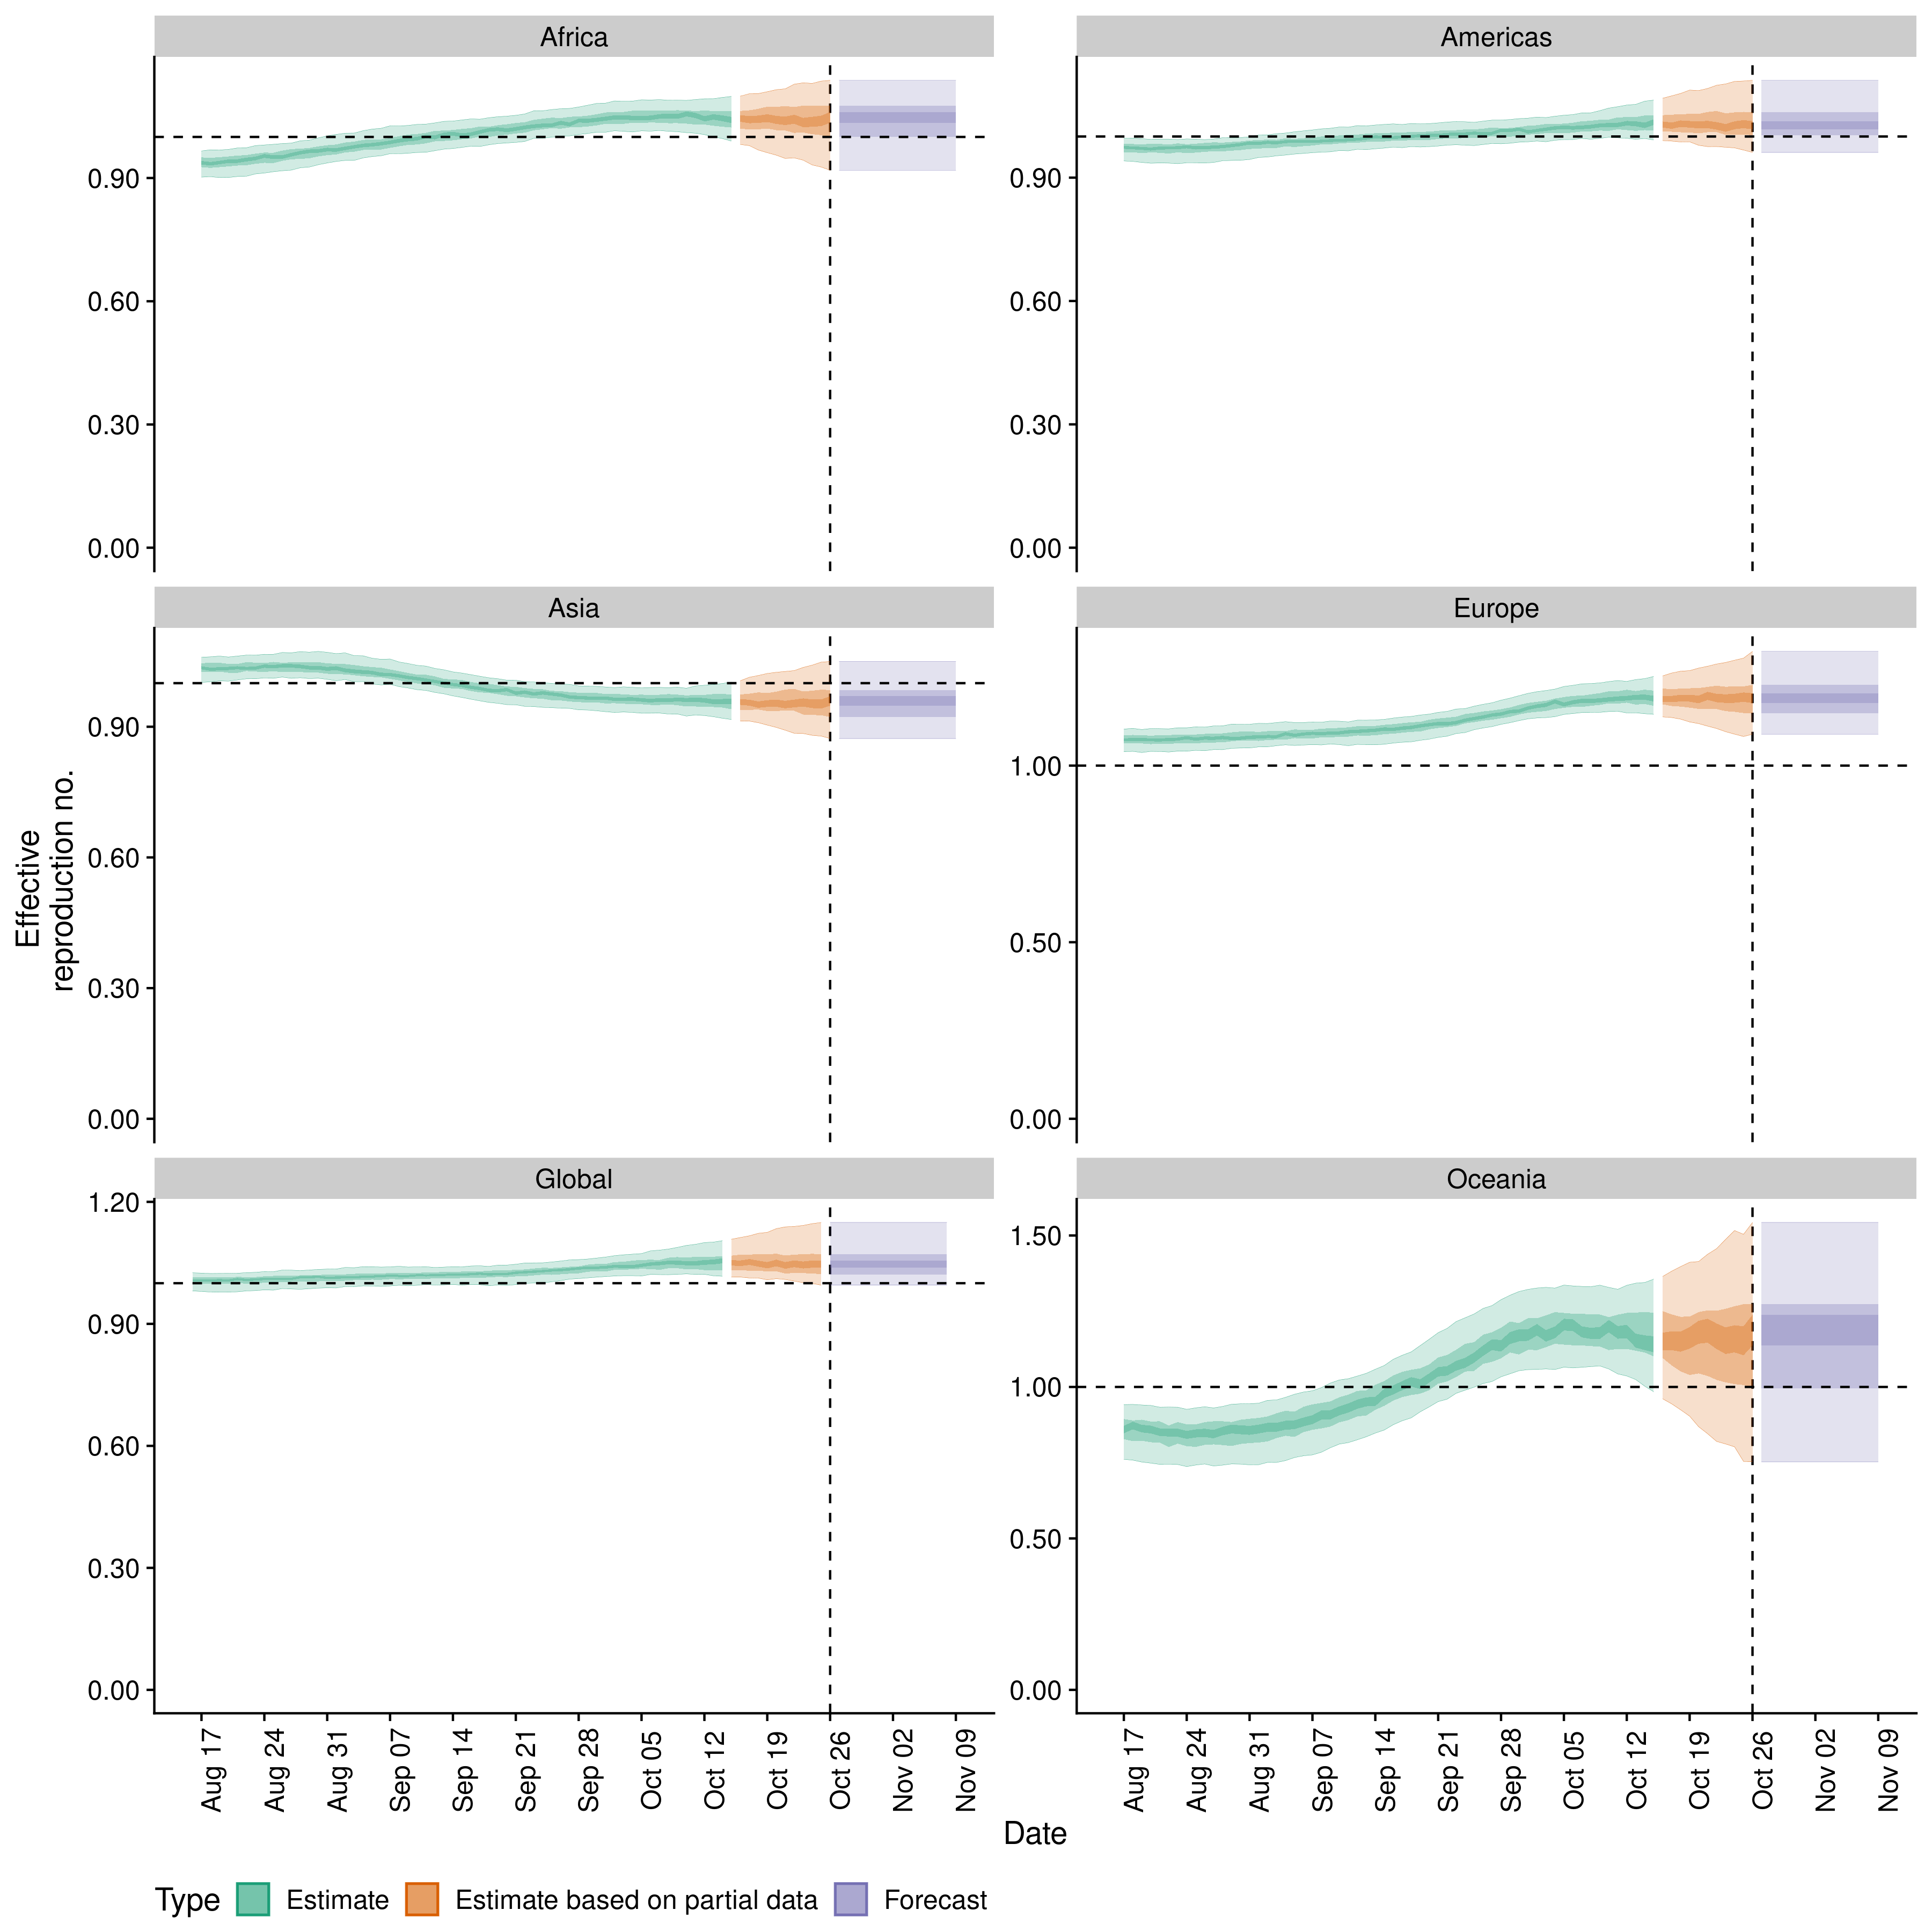 Africa
Americas
0.90
0.60
0.30
0.00
0.90
0.60
0.30
0.00
Asia
Europe
Effective
reproduction no.
0.90
0.60
0.30
0.00
1.00
0.50
0.00
Global
Oceania
1.20
0.90
0.60
0.30
0.00
1.50
1.00
0.50
0.00
Aug 17
Aug 24
Aug 31
Sep 07
Sep 14
Sep 21
Sep 28
Oct 05
Oct 12
Oct 19
Oct 26
Nov 02
Nov 09
Aug 17
Aug 24
Aug 31
Sep 07
Sep 14
Sep 21
Sep 28
Oct 05
Oct 12
Oct 19
Oct 26
Nov 02
Nov 09
Date
Type Estimate Estimate based on partial data Forecast